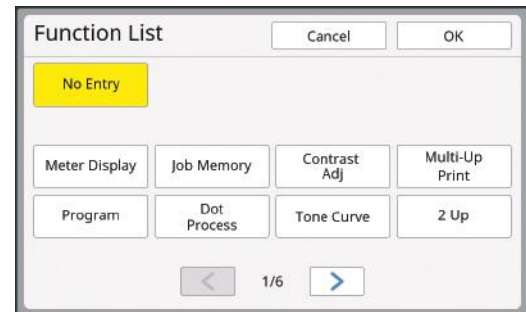 Function List
Cancel
OK
No Entry
Meter Display
Job Memory
Contrast
Adj
Multi-Up
Print
Program
Dot
Process
Tone Curve
2 Up
1/6